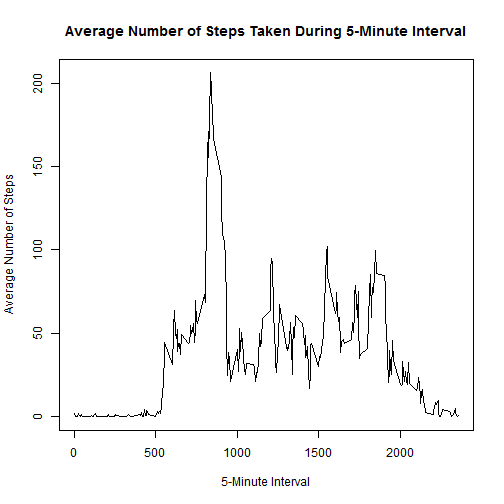 Average Number of Steps Taken During 5-Minute Interval
Average Number of Steps
200
150
100
50
0
0 500 1000 1500 2000
5-Minute Interval